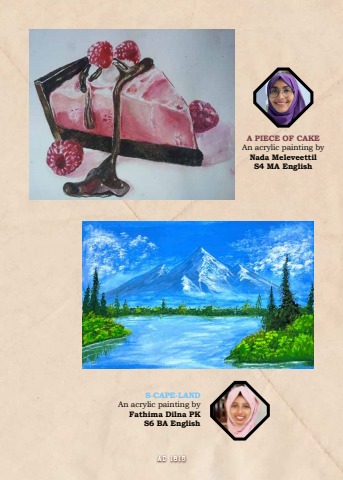 A PIECE OF CAKE
An acrylic painting by
Nada Meleveettil
S4 MA English
S-CAPE-LAND
An acrylic painting by
Fathima Dilna PK
S6 BA English
AD 1819